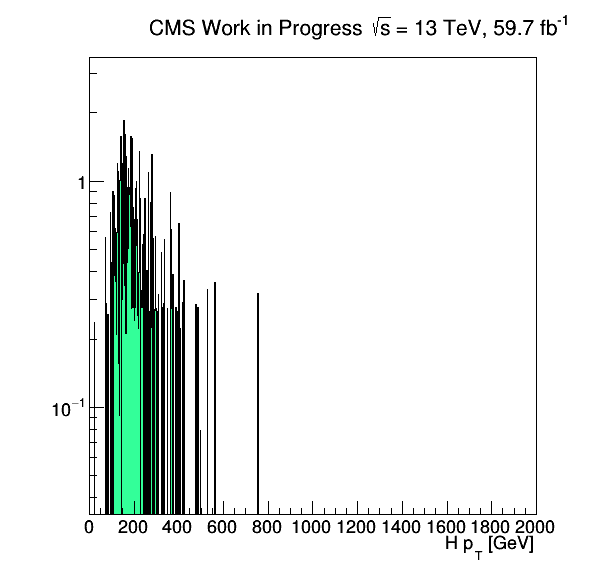 CMS Work in Progress √s = 13 TeV, 59.7 fb⁻¹
1
10⁻¹
0 200 400 600 800 1000 1200 1400 1600 1800 2000
H p_T [GeV]